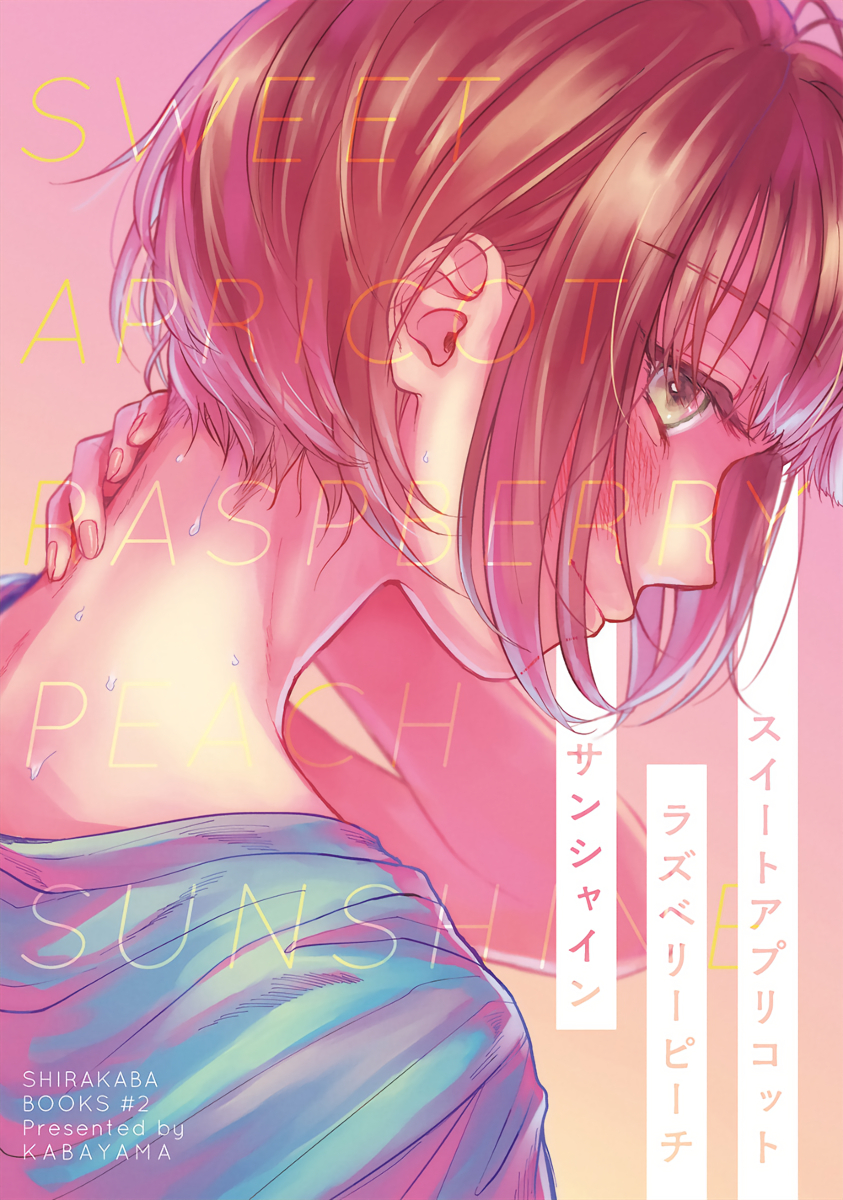 SWEET
APRICOT
RASPBERRY
PEACH
SUNSHINE
スイートアプリコット
ラズベリーピーチ
サンシャイン
SHIRAKABA
BOOKS #2
Presented by
KABAYAMA